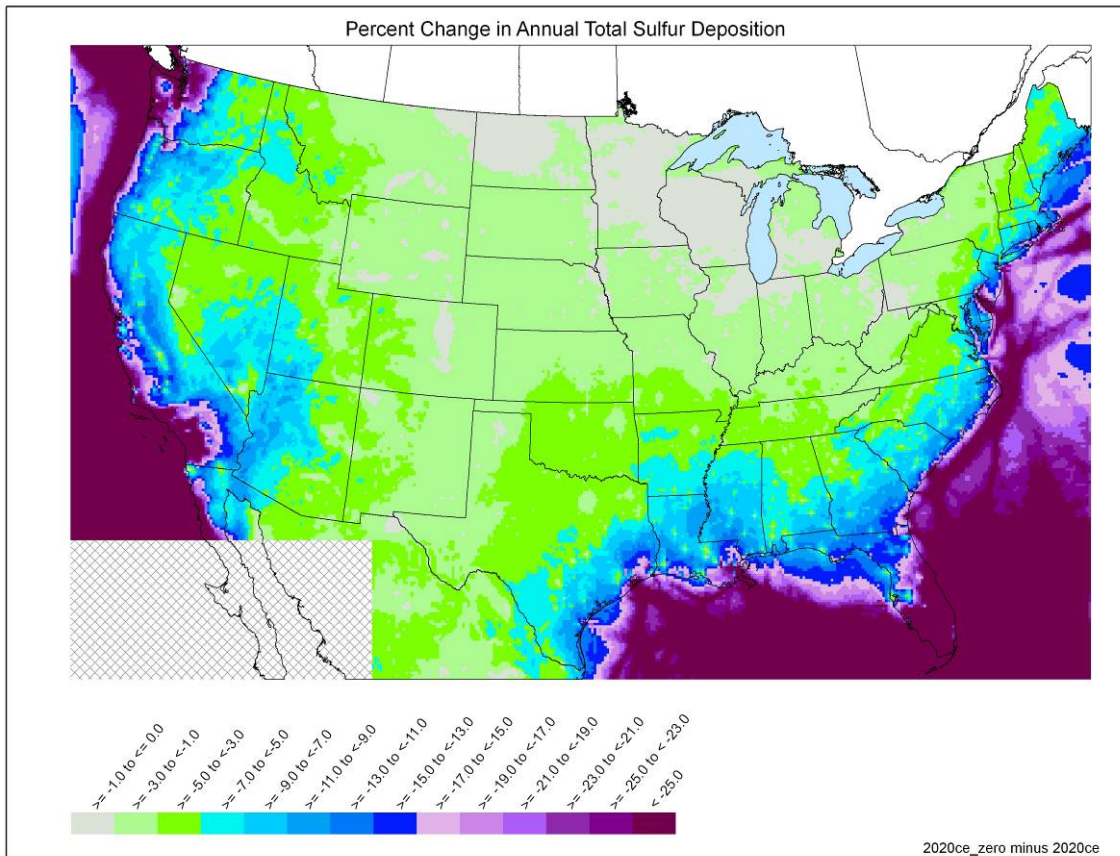 Percent Change in Annual Total Sulfur Deposition
>= -1.0 to <= 0.0
>= -3.0 to <-1.0
>= -5.0 to <-3.0
>= -7.0 to <-5.0
>= -9.0 to <-7.0
>= -11.0 to <-9.0
>= -13.0 to <-11.0
>= -15.0 to <-13.0
>= -17.0 to <-15.0
>= -19.0 to <-17.0
>= -21.0 to <-19.0
>= -23.0 to <-21.0
>= -25.0 to < -23.0
< -25.0
2020ce_zero minus 2020ce